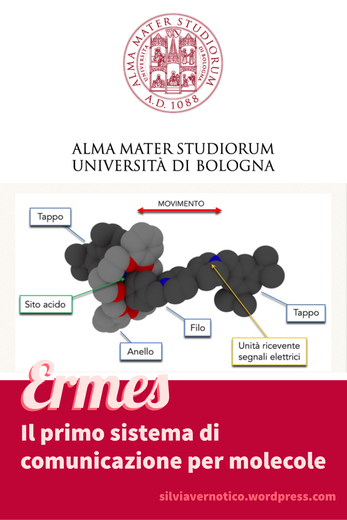 ALMA MATER STUDIORUM
A.D. 1088
ALMA MATER STUDIORUM
UNIVERSITÀ DI BOLOGNA
MOVIMENTO
Tappo
Sito acido
Tappo
Filo
Anello
Unità ricevente
segnali elettrici
Ermes
Il primo sistema di
comunicazione per molecole
silviavernotico.wordpress.com